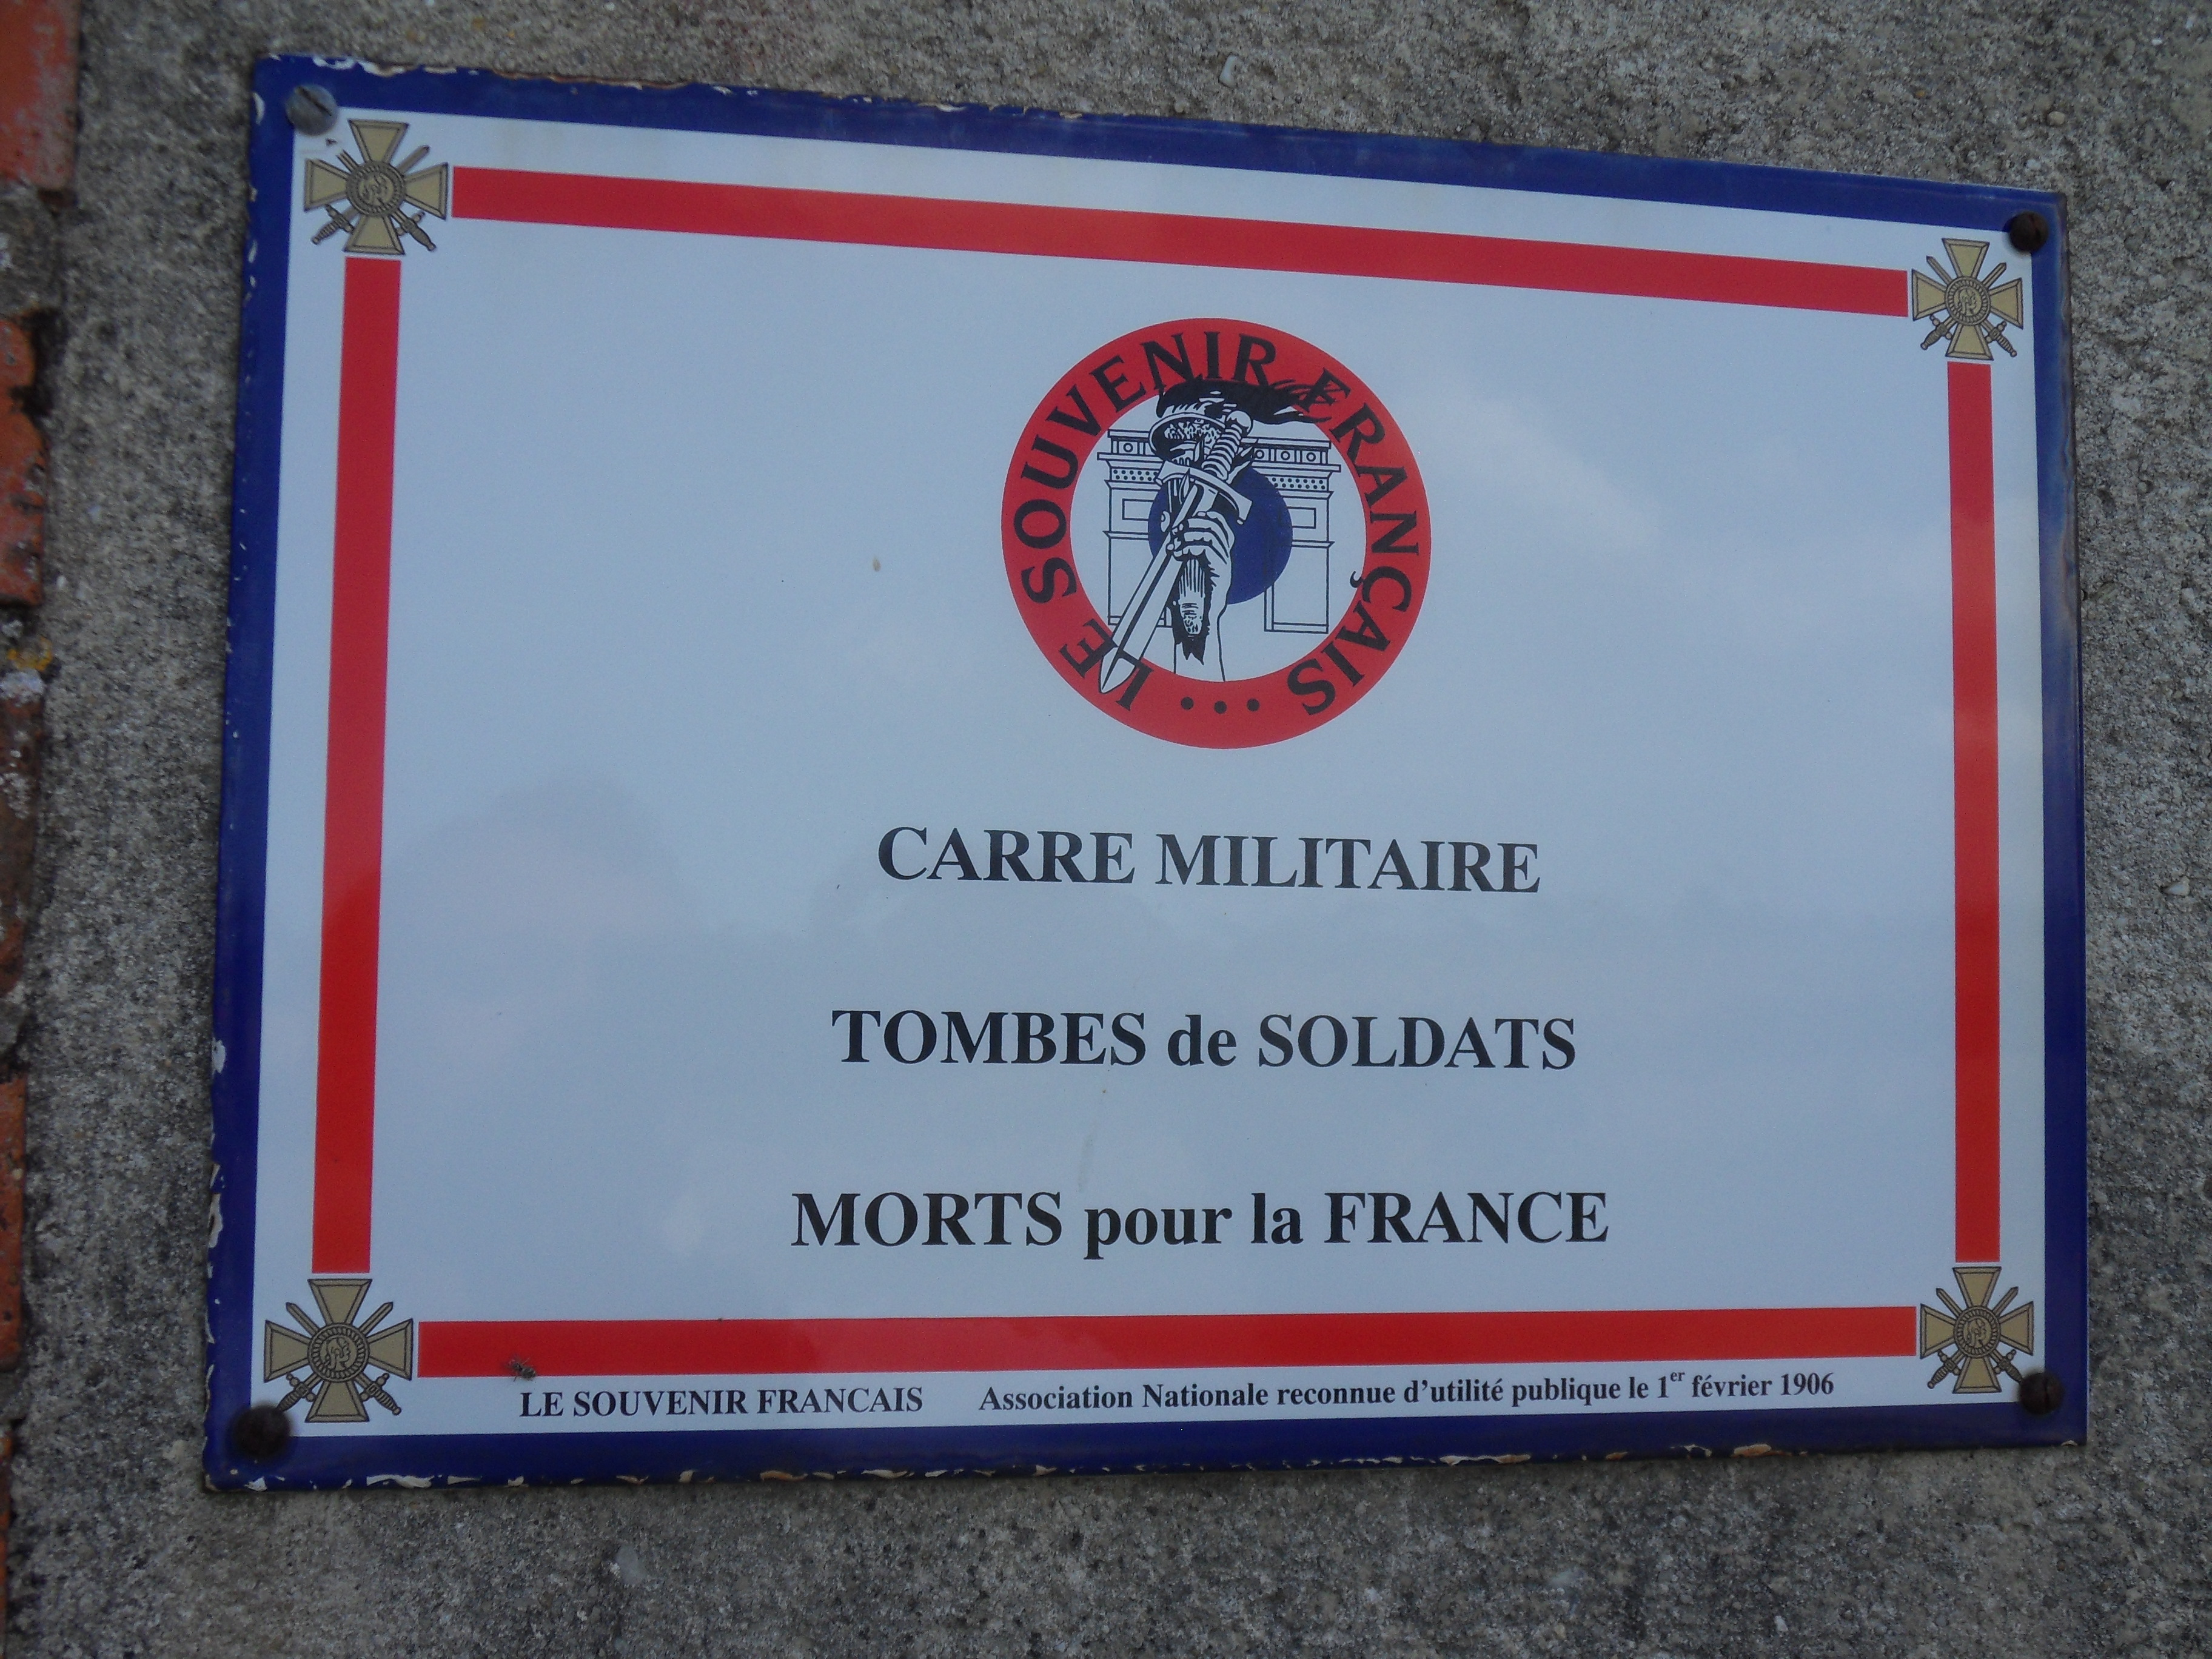 LE SOUVENIR FRANÇAIS ...
CARRE MILITAIRE
TOMBES de SOLDATS
MORTS pour la FRANCE
LE SOUVENIR FRANCAIS Association Nationale reconnue d'utilité publique le 1er février 1906